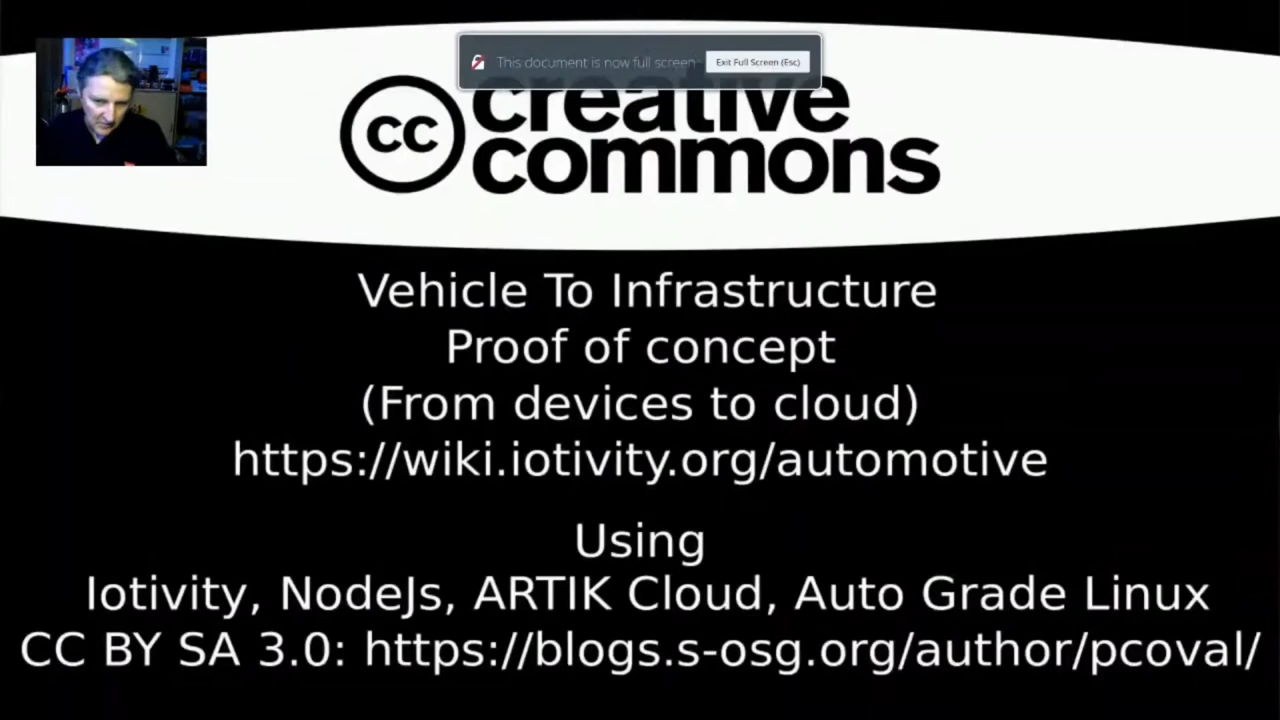 This document is now full screen
Exit Full Screen (Esc)
cc creative
commons
Vehicle To Infrastructure
Proof of concept
(From devices to cloud)
https://wiki.iotivity.org/automotive
Using
Iotivity, NodeJs, ARTIK Cloud, Auto Grade Linux
CC BY SA 3.0: https://blogs.s-osg.org/author/pcoval/